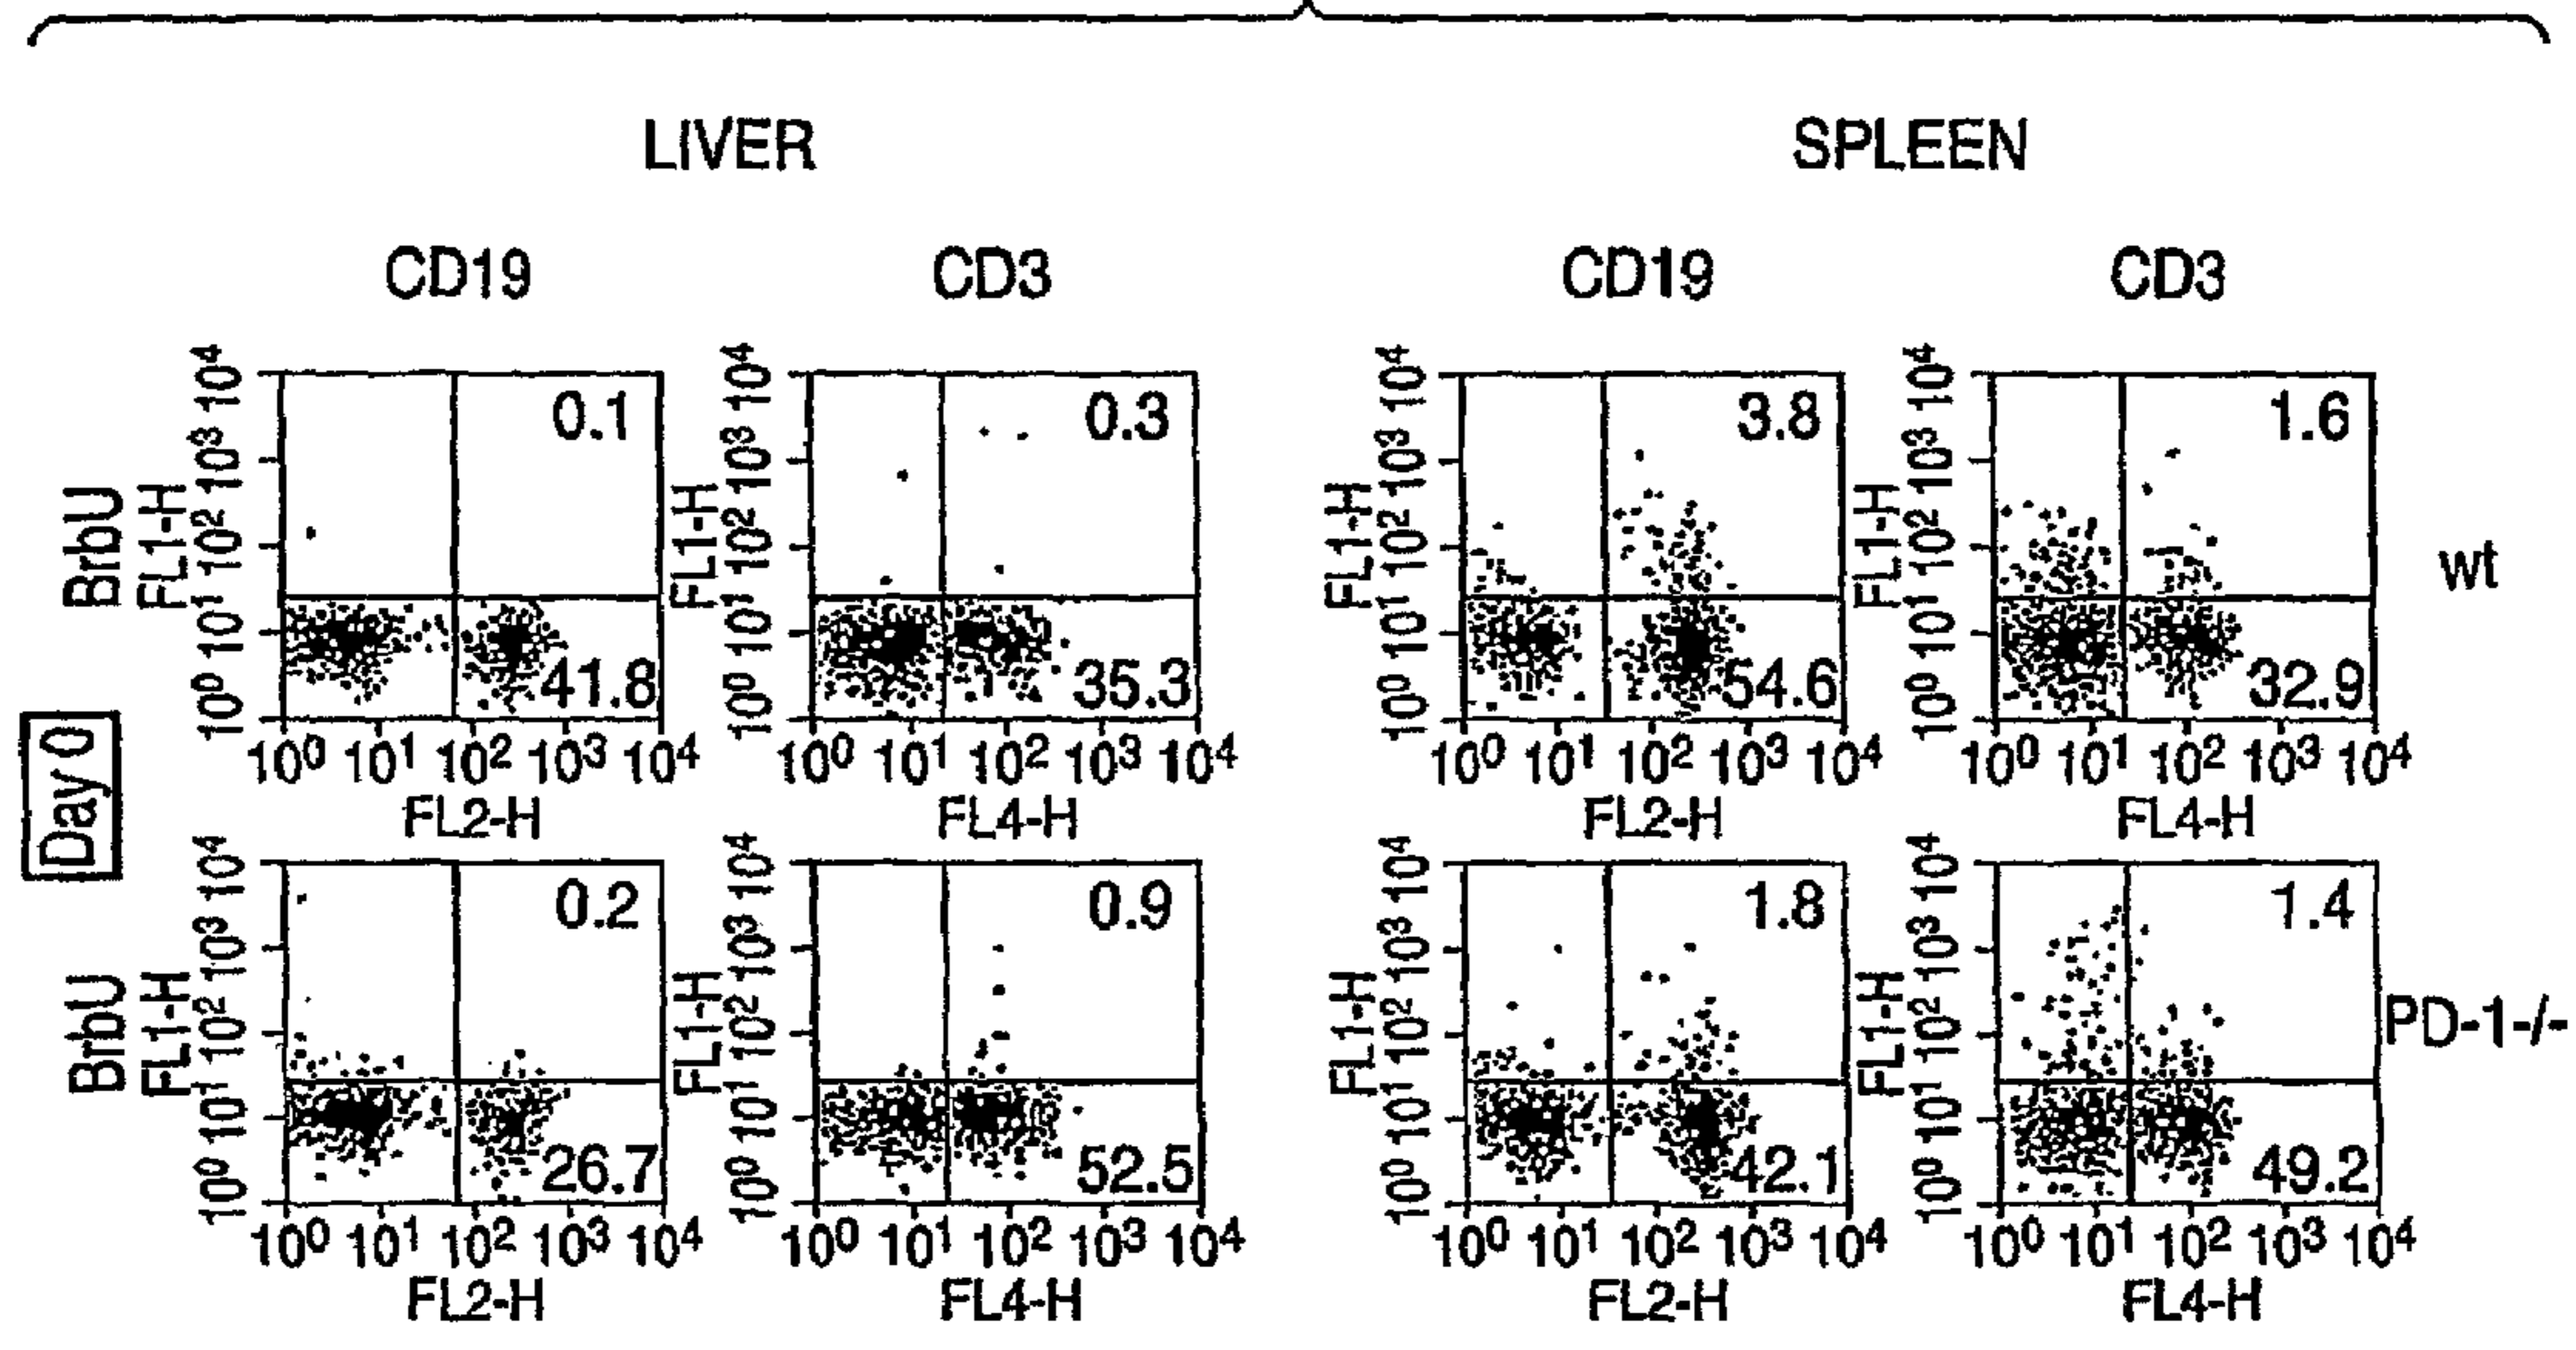 LIVER SPLEEN
CD19 CD3 CD19 CD3
Day 0
BrbU
FL1-H
10⁴
10³
10²
10¹
10⁰
0.1
41.8
10⁰ 10¹ 10² 10³ 10⁴
FL2-H
FL1-H
10⁴
10³
10²
10¹
10⁰
0.3
35.3
10⁰ 10¹ 10² 10³ 10⁴
FL4-H
FL1-H
10⁴
10³
10²
10¹
10⁰
3.8
54.6
10⁰ 10¹ 10² 10³ 10⁴
FL2-H
FL1-H
10⁴
10³
10²
10¹
10⁰
1.6
32.9
10⁰ 10¹ 10² 10³ 10⁴
FL4-H
wt
BrbU
FL1-H
10⁴
10³
10²
10¹
10⁰
0.2
26.7
10⁰ 10¹ 10² 10³ 10⁴
FL2-H
FL1-H
10⁴
10³
10²
10¹
10⁰
0.9
52.5
10⁰ 10¹ 10² 10³ 10⁴
FL4-H
FL1-H
10⁴
10³
10²
10¹
10⁰
1.8
42.1
10⁰ 10¹ 10² 10³ 10⁴
FL2-H
FL1-H
10⁴
10³
10²
10¹
10⁰
1.4
49.2
10⁰ 10¹ 10² 10³ 10⁴
FL4-H
PD-1-/-